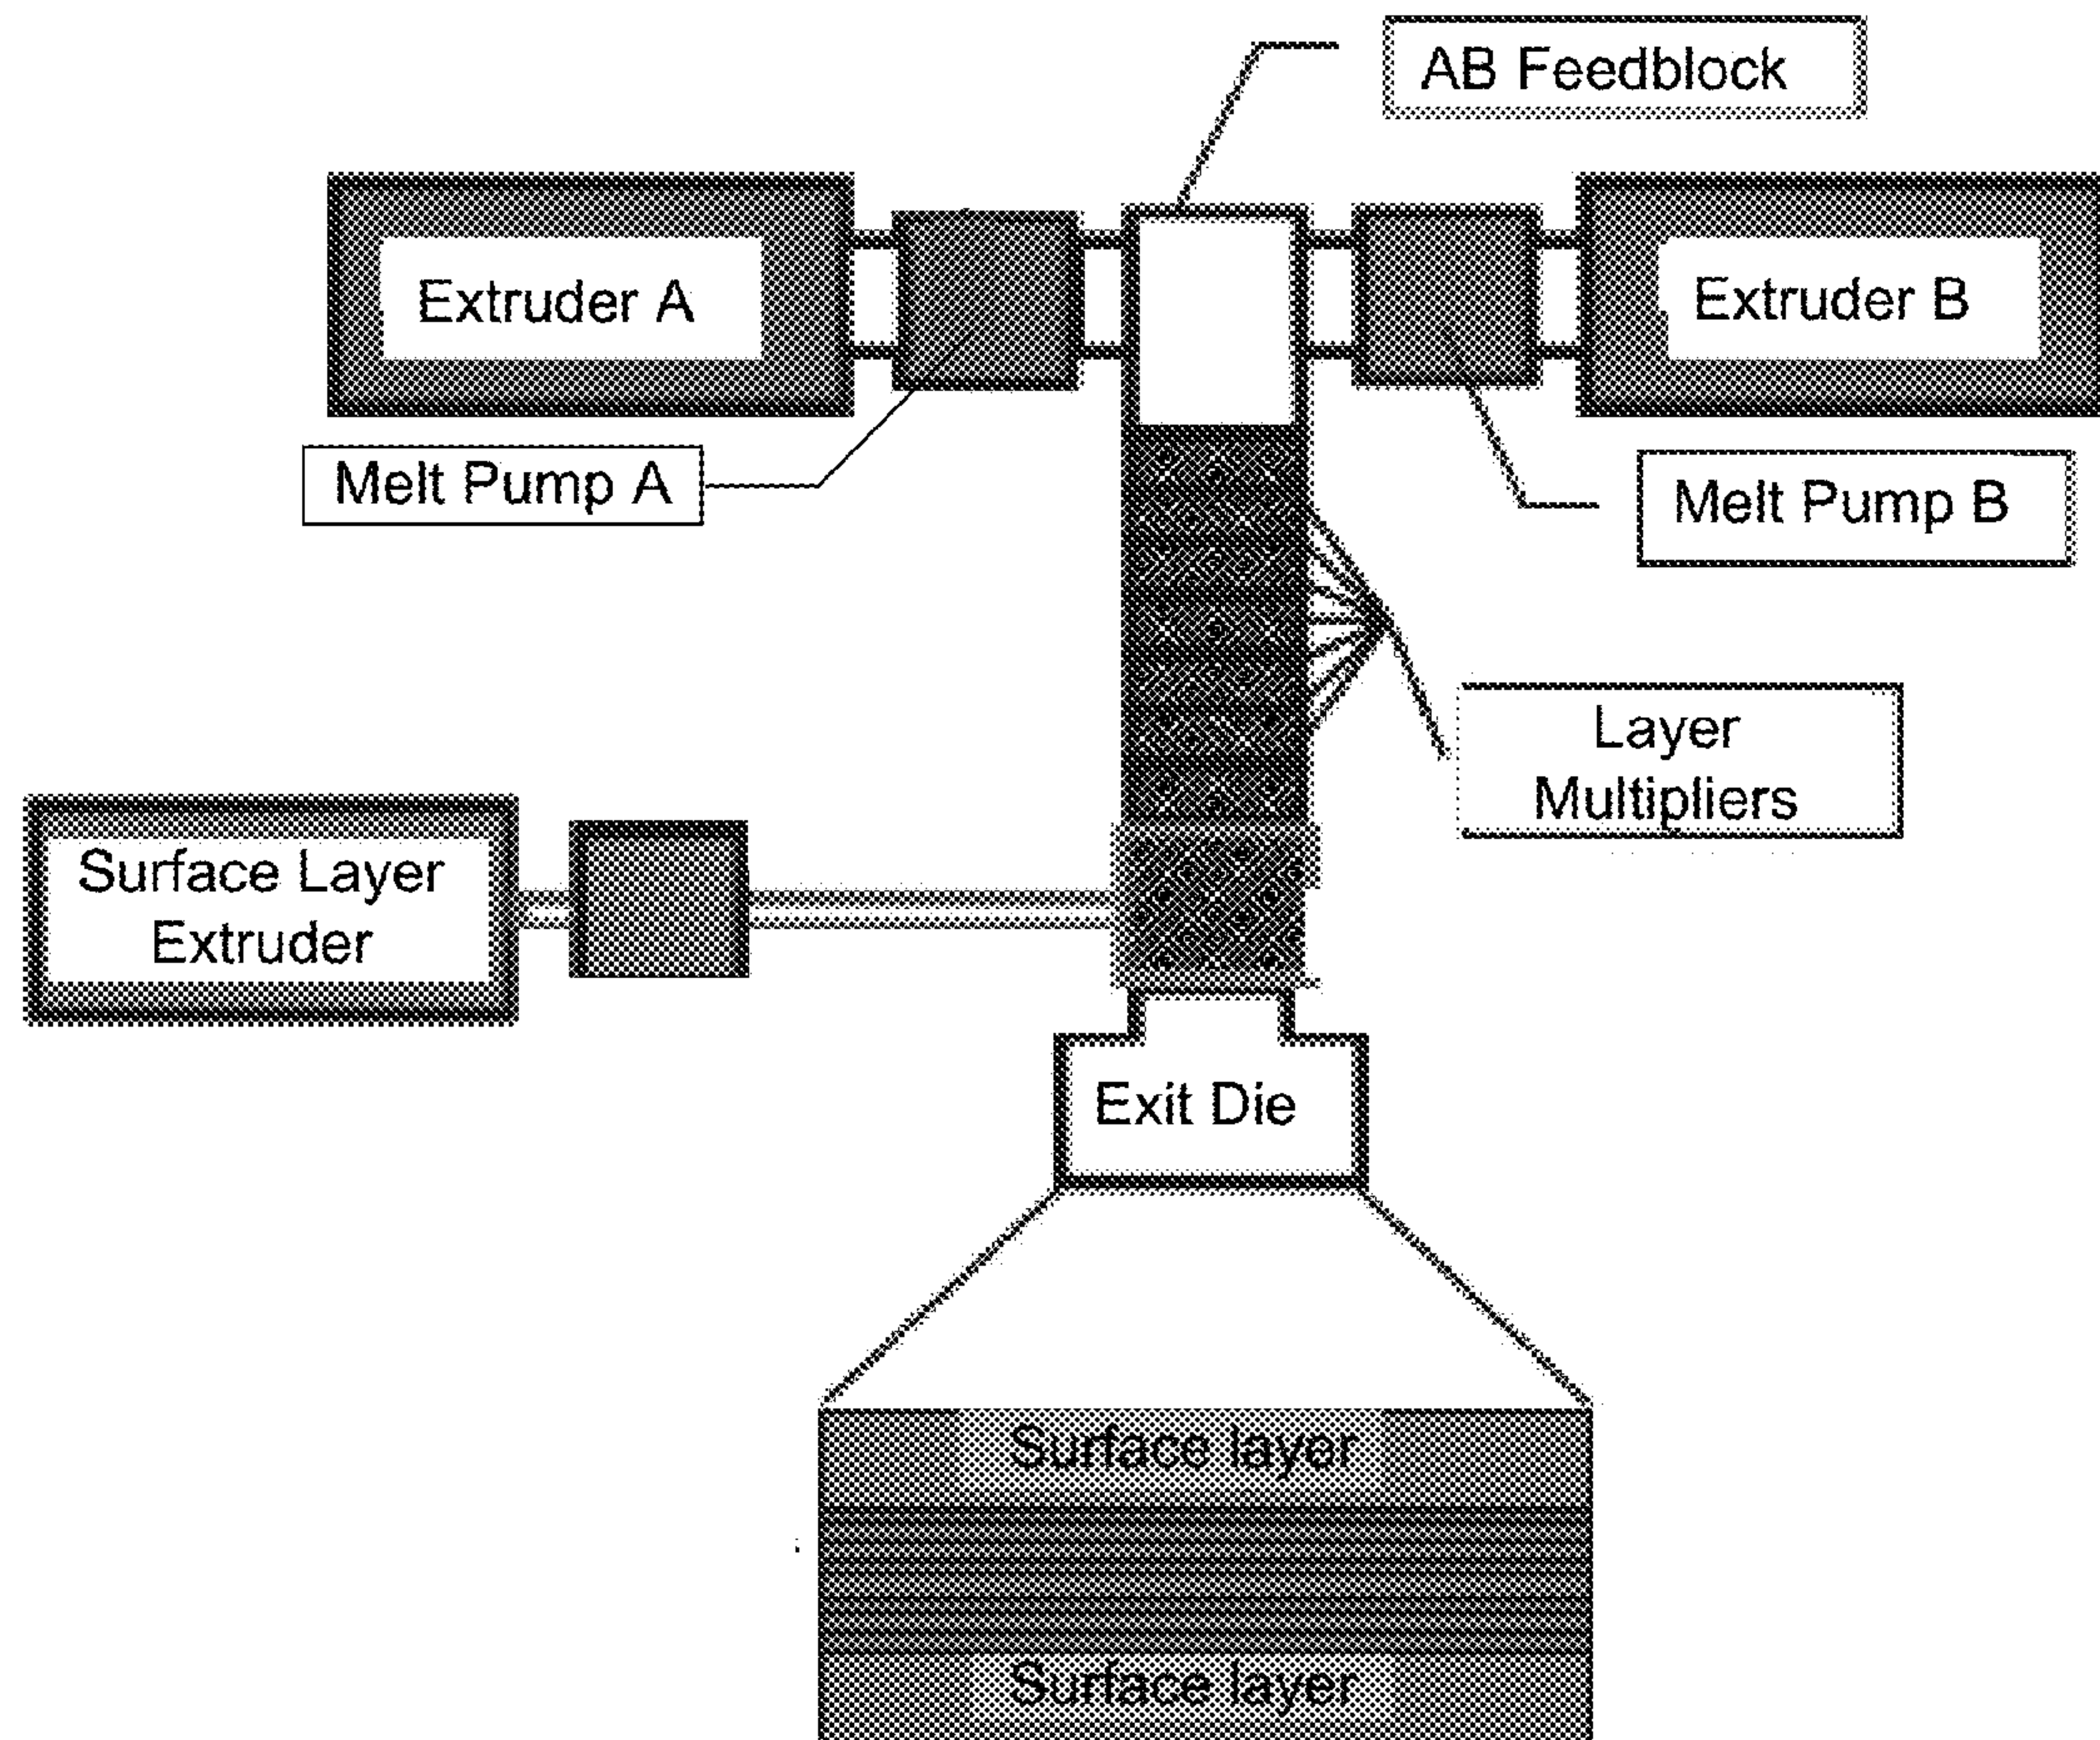 AB Feedblock
Extruder A
Extruder B
Melt Pump A
Melt Pump B
Layer
Multipliers
Surface Layer
Extruder
Exit Die
Surface layer
Surface layer